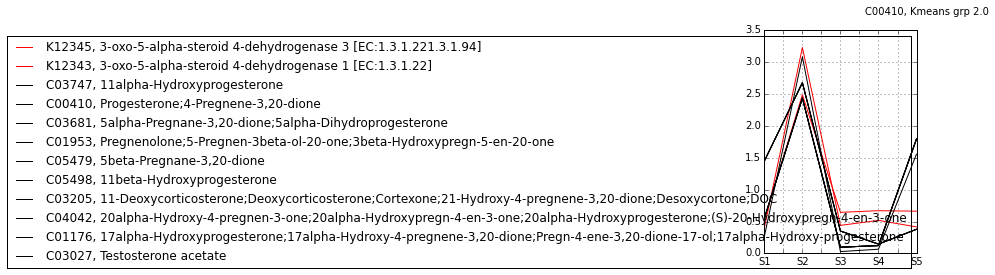 C00410, Kmeans grp 2.0
K12345, 3-oxo-5-alpha-steroid 4-dehydrogenase 3 [EC:1.3.1.221.3.1.94]
K12343, 3-oxo-5-alpha-steroid 4-dehydrogenase 1 [EC:1.3.1.22]
C03747, 11alpha-Hydroxyprogesterone
C00410, Progesterone;4-Pregnene-3,20-dione
C03681, 5alpha-Pregnane-3,20-dione;5alpha-Dihydroprogesterone
C01953, Pregnenolone;5-Pregnen-3beta-ol-20-one;3beta-Hydroxypregn-5-en-20-one
C05479, 5beta-Pregnane-3,20-dione
C05498, 11beta-Hydroxyprogesterone
C03205, 11-Deoxycorticosterone;Deoxycorticosterone;Cortexone;21-Hydroxy-4-pregnene-3,20-dione;Desoxycortone;DOC
C04042, 20alpha-Hydroxy-4-pregnen-3-one;20alpha-Hydroxypregn-4-en-3-one;20alpha-Hydroxyprogesterone;(S)-20-Hydroxypregn-4-en-3-one
C01176, 17alpha-Hydroxyprogesterone;17alpha-Hydroxy-4-pregnene-3,20-dione;Pregn-4-ene-3,20-dione-17-ol;17alpha-Hydroxy-progesterone
C03027, Testosterone acetate
3.5
3.0
2.5
2.0
1.5
1.0
0.5
0.0
S1 S2 S3 S4 S5